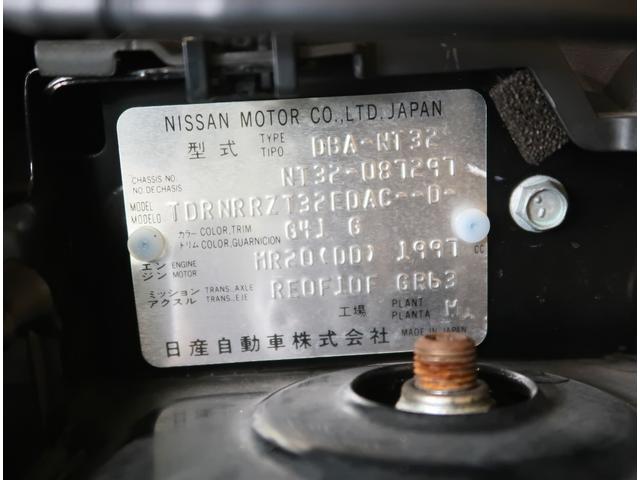 NISSAN MOTOR CO.,LTD.JAPAN
型式 TYPE TIPO DBA-NT32
CHASSIS NO. NO.DECHASIS NT32-087297
MODEL MODELO TDRNRRZT32EDAC--D-
カラー COLOR,TRIM トリム COLOR,GUARNICION G41 G
エンジン ENGINE MOTOR MR20(DD) 1997 CC
ミッション TRANS.,AXLE アクスル TRANS.,EJE RE0F10F GR63
工場 PLANT PLANTA M
日産自動車株式会社 MADE IN JAPAN